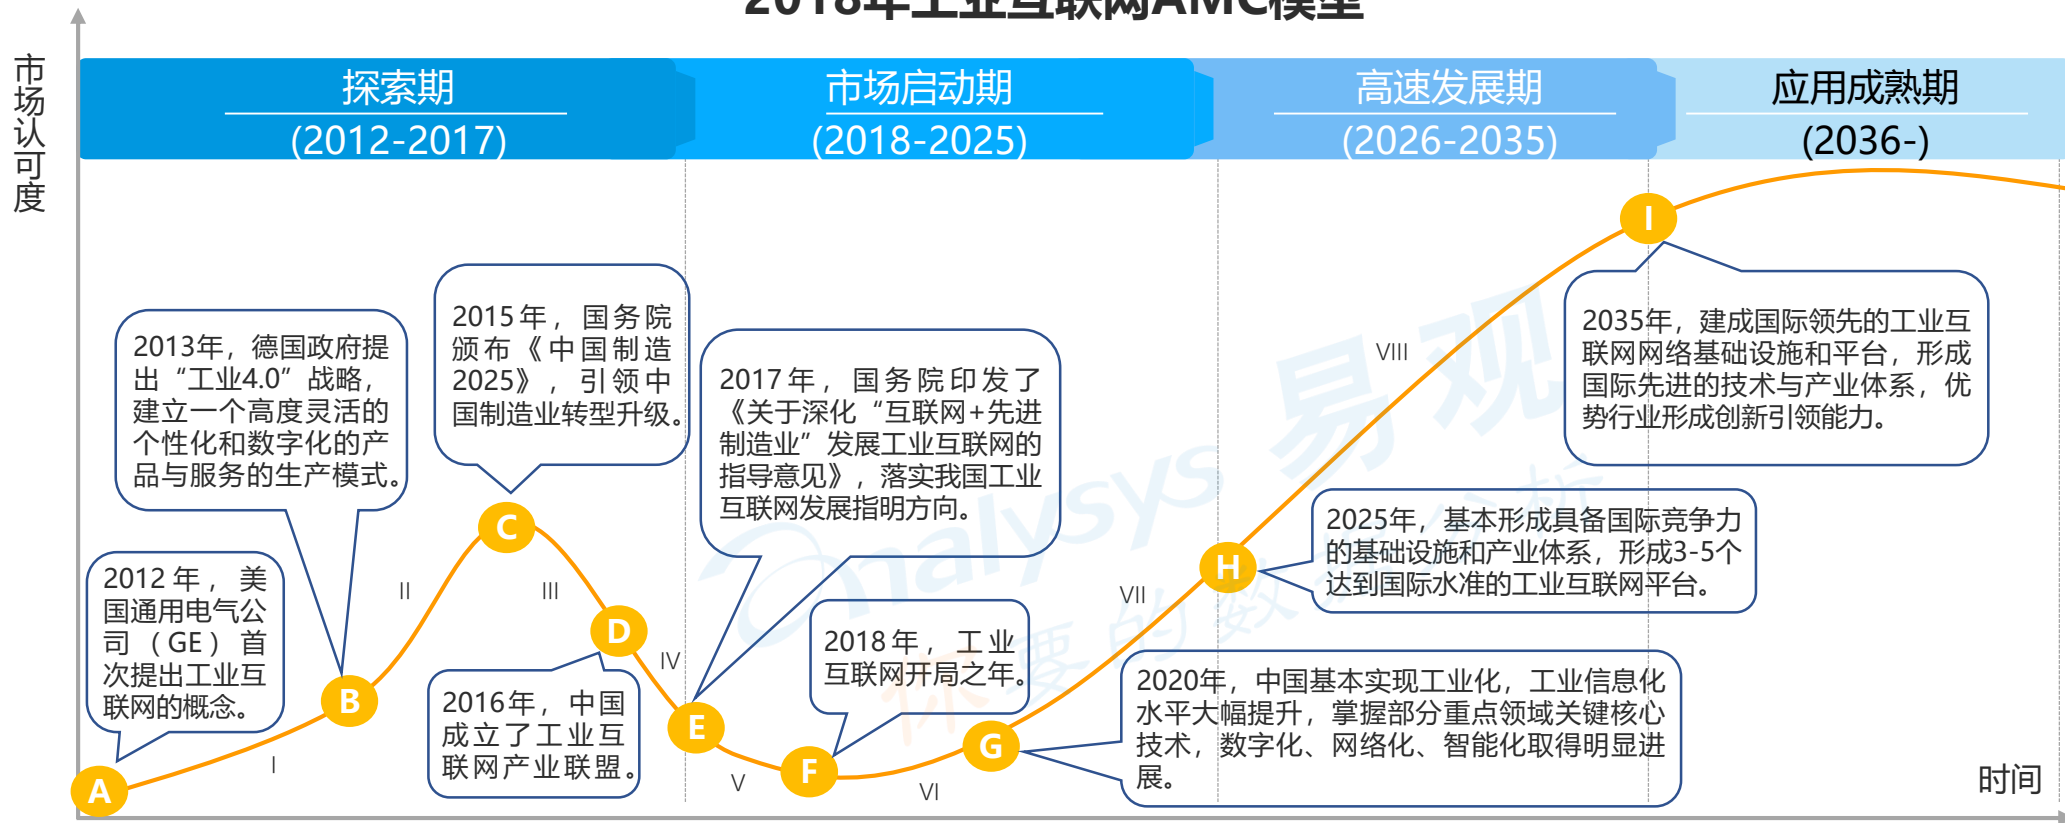 2018年工业互联网AMC模型
市场认可度
探索期
(2012-2017)
市场启动期
(2018-2025)
高速发展期
(2026-2035)
应用成熟期
(2036-)
2012年，美
国通用电气公
司（GE）首
次提出工业互
联网的概念。
2013年，德国政府提
出“工业4.0”战略，
建立一个高度灵活的
个性化和数字化的产
品与服务的生产模式。
2015年，国务院
颁布《中国制造
2025》，引领中
国制造业转型升级。
2016年，中国
成立了工业互
联网产业联盟。
2017年，国务院印发了
《关于深化“互联网+先进
制造业”发展工业互联网的
指导意见》，落实我国工业
互联网发展指明方向。
2018年，工业
互联网开局之年。
2020年，中国基本实现工业化，工业信息化
水平大幅提升，掌握部分重点领域关键核心
技术，数字化、网络化、智能化取得明显进
展。
2025年，基本形成具备国际竞争力
的基础设施和产业体系，形成3-5个
达到国际水准的工业互联网平台。
2035年，建成国际领先的工业互
联网网络基础设施和平台，形成
国际先进的技术与产业体系，优
势行业形成创新引领能力。
A
B
C
D
E
F
G
H
I
I
II
III
IV
V
VI
VII
VIII
时间
analysys 易观
你要的数据分析